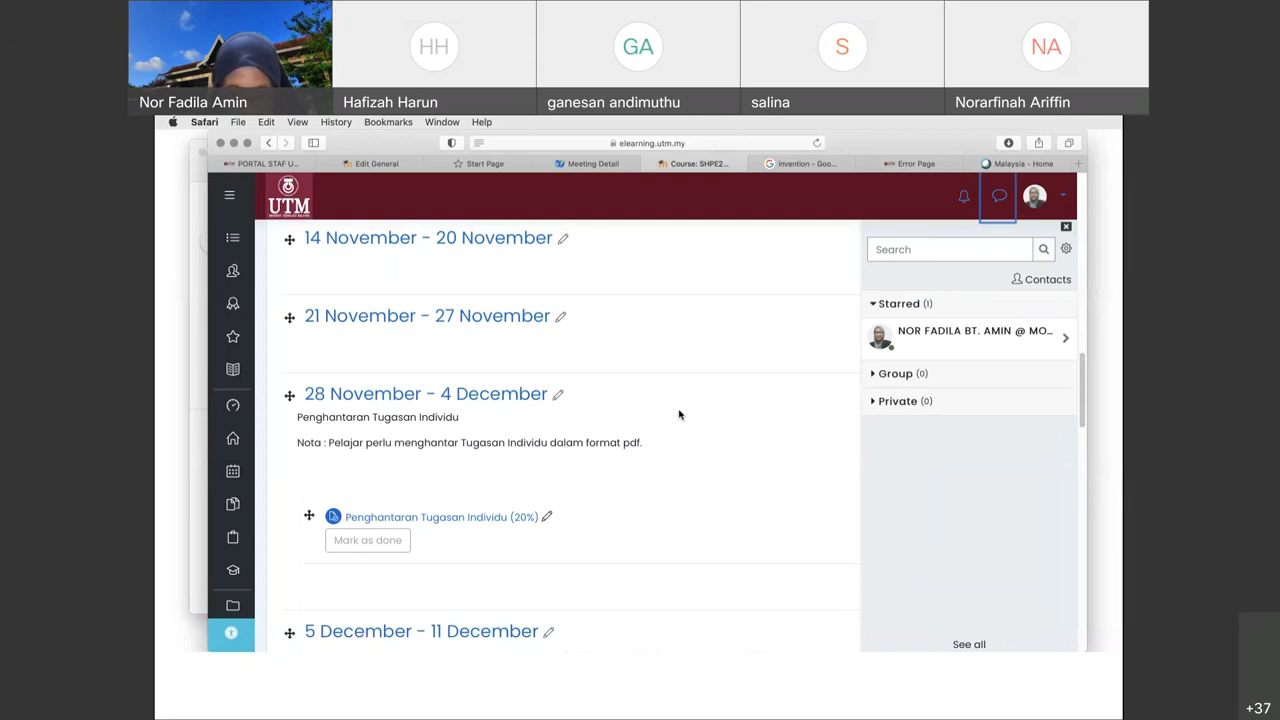 Nor Fadila Amin
HH
Hafizah Harun
GA
ganesan andimuthu
S
salina
NA
Norarfinah Ariffin
Safari File Edit View History Bookmarks Window Help
elearning.utm.my
PORTAL STAF U...
Edit General
Start Page
Meeting Detail
Course: SHPE2...
invention - Goo...
Error Page
Malaysia - Home
UTM
14 November - 20 November
21 November - 27 November
28 November - 4 December
Penghantaran Tugasan Individu
Nota : Pelajar perlu menghantar Tugasan Individu dalam format pdf.
Penghantaran Tugasan Individu (20%)
Mark as done
5 December - 11 December
Search
Contacts
Starred (1)
NOR FADILA BT. AMIN @ MO...
Group (0)
Private (0)
See all
+37